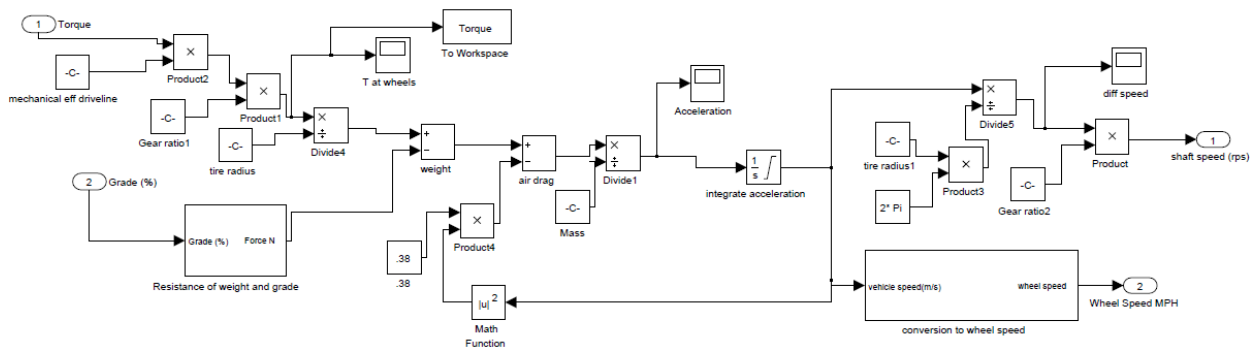 1
Torque
-C-
mechanical eff driveline
×
Product2
-C-
Gear ratio1
×
Product1
-C-
tire radius
×
÷
Divide4
T at wheels
Torque
To Workspace
2
Grade (%)
Grade (%)
Force N
Resistance of weight and grade
+
−
weight
.38
.38
×
Product4
|u| 2
Math
Function
+
−
air drag
-C-
Mass
×
÷
Divide1
Acceleration
1
s
integrate acceleration
-C-
tire radius1
2* Pi
×
Product3
×
÷
Divide5
diff speed
-C-
Gear ratio2
×
Product
1
shaft speed (rps)
vehicle speed(m/s)
wheel speed
conversion to wheel speed
2
Wheel Speed MPH